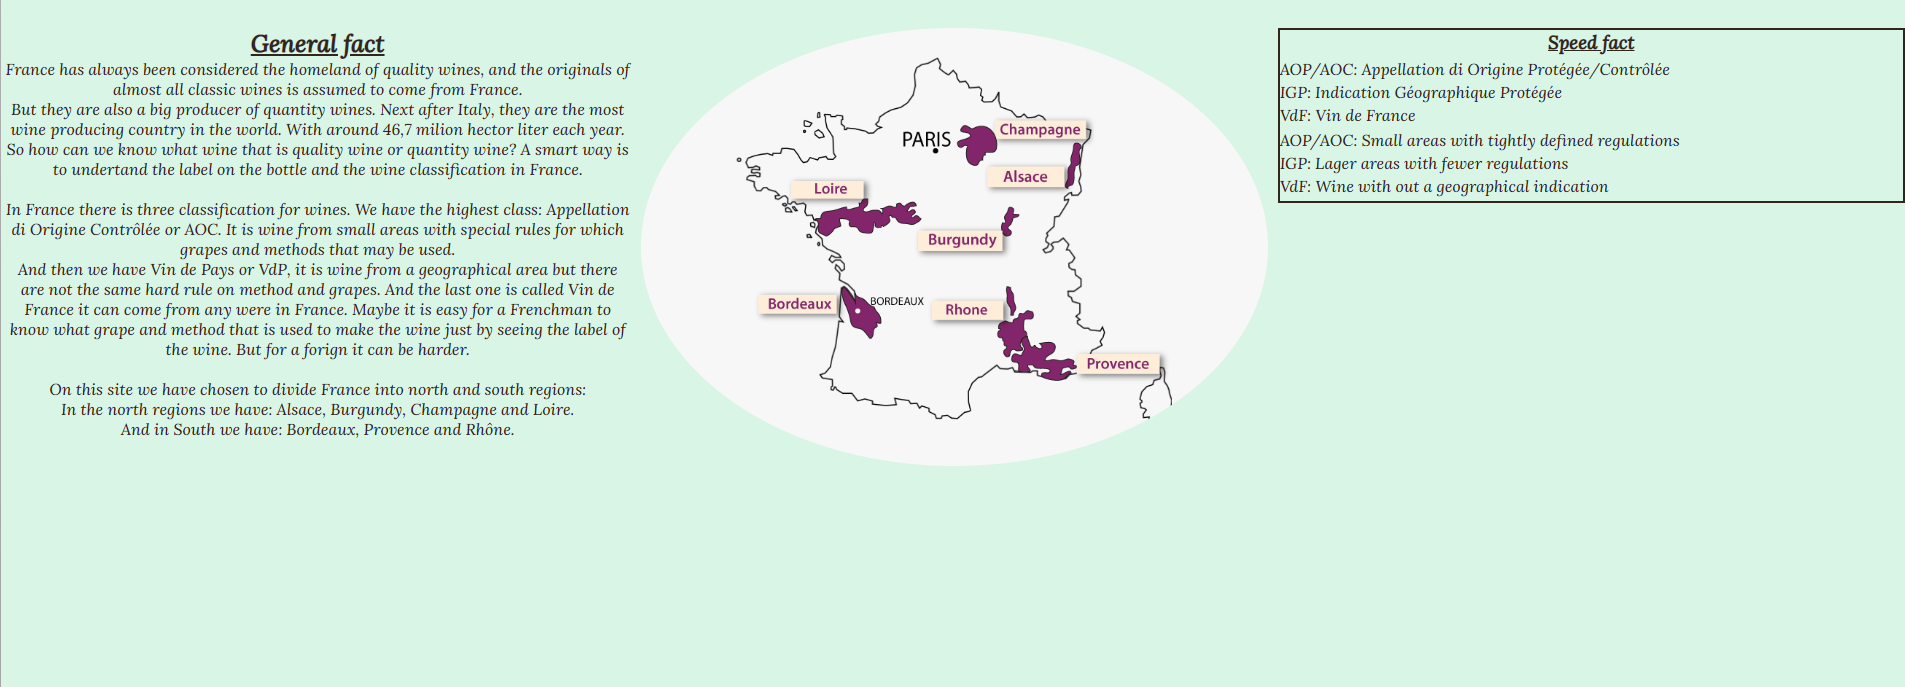 General fact
France has always been considered the homeland of quality wines, and the originals of
almost all classic wines is assumed to come from France.
But they are also a big producer of quantity wines. Next after Italy, they are the most
wine producing country in the world. With around 46,7 milion hector liter each year.
So how can we know what wine that is quality wine or quantity wine? A smart way is
to undertand the label on the bottle and the wine classification in France.
In France there is three classification for wines. We have the highest class: Appellation
di Origine Contrôlée or AOC. It is wine from small areas with special rules for which
grapes and methods that may be used.
And then we have Vin de Pays or VdP, it is wine from a geographical area but there
are not the same hard rule on method and grapes. And the last one is called Vin de
France it can come from any were in France. Maybe it is easy for a Frenchman to
know what grape and method that is used to make the wine just by seeing the label of
the wine. But for a forign it can be harder.
On this site we have chosen to divide France into north and south regions:
In the north regions we have: Alsace, Burgundy, Champagne and Loire.
And in South we have: Bordeaux, Provence and Rhône.
PARIS
Champagne
Alsace
Loire
Burgundy
Bordeaux
BORDEAUX
Rhone
Provence
Speed fact
AOP/AOC: Appellation di Origine Protégée/Contrôlée
IGP: Indication Géographique Protégée
VdF: Vin de France
AOP/AOC: Small areas with tightly defined regulations
IGP: Lager areas with fewer regulations
VdF: Wine with out a geographical indication